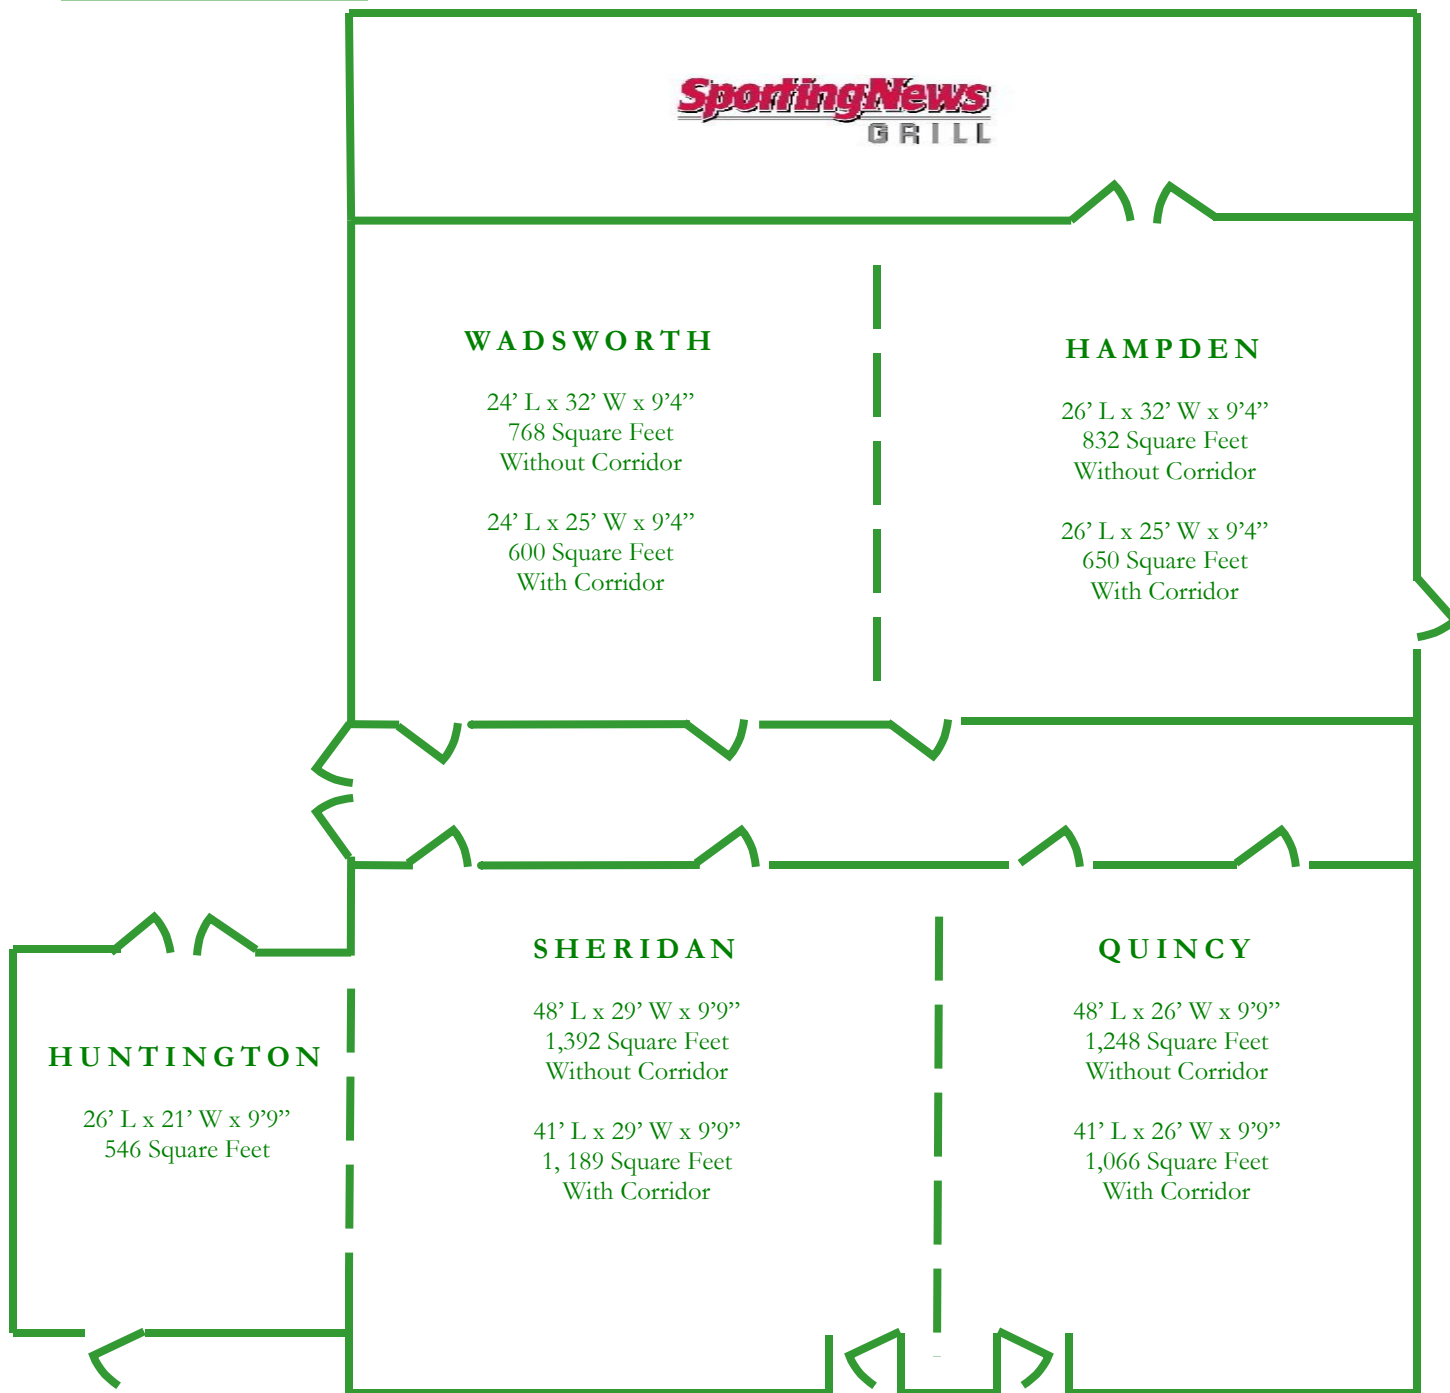 SportingNews
GRILL
WADSWORTH
24’ L x 32’ W x 9’4”
768 Square Feet
Without Corridor
24’ L x 25’ W x 9’4”
600 Square Feet
With Corridor
HAMPDEN
26’ L x 32’ W x 9’4”
832 Square Feet
Without Corridor
26’ L x 25’ W x 9’4”
650 Square Feet
With Corridor
SHERIDAN
48’ L x 29’ W x 9’9”
1,392 Square Feet
Without Corridor
41’ L x 29’ W x 9’9”
1, 189 Square Feet
With Corridor
QUINCY
48’ L x 26’ W x 9’9”
1,248 Square Feet
Without Corridor
41’ L x 26’ W x 9’9”
1,066 Square Feet
With Corridor
HUNTINGTON
26’ L x 21’ W x 9’9”
546 Square Feet